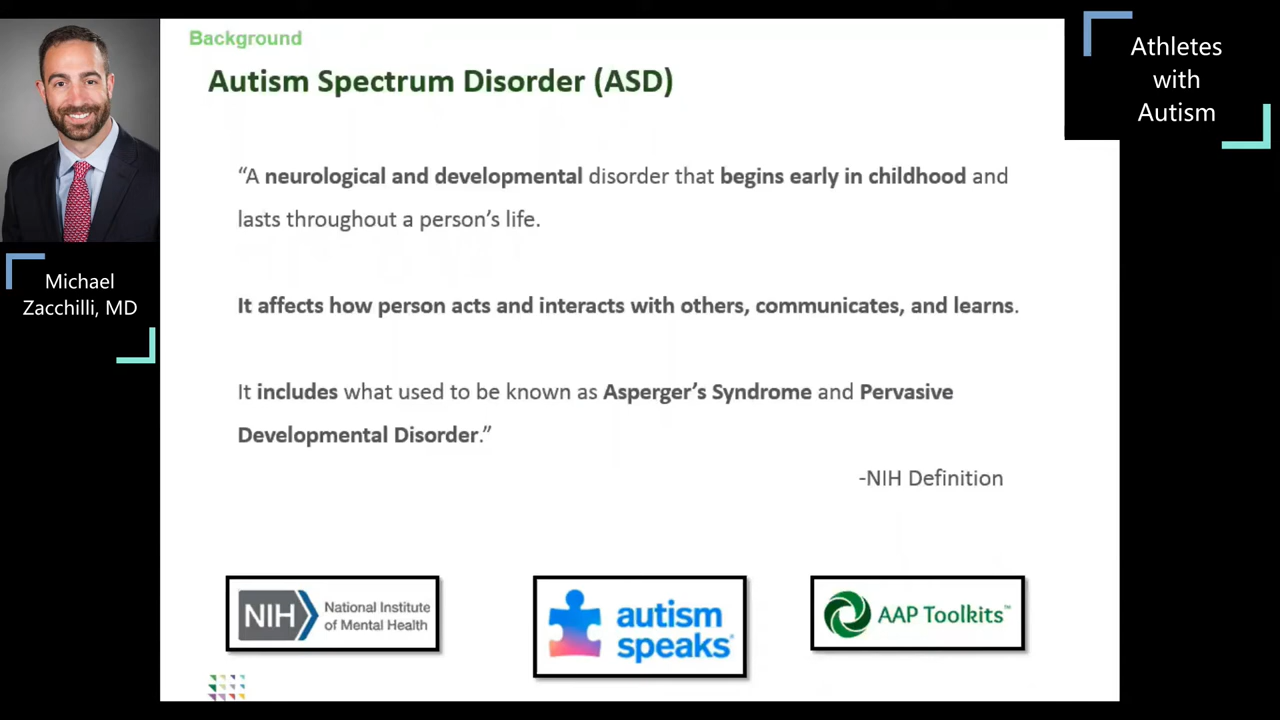 Background
Autism Spectrum Disorder (ASD)
“A neurological and developmental disorder that begins early in childhood and
lasts throughout a person’s life.
It affects how person acts and interacts with others, communicates, and learns.
It includes what used to be known as Asperger’s Syndrome and Pervasive
Developmental Disorder.”
-NIH Definition
NIH
National Institute
of Mental Health
autism
speaks®
AAP Toolkits™
Michael
Zacchilli, MD
Athletes
with
Autism